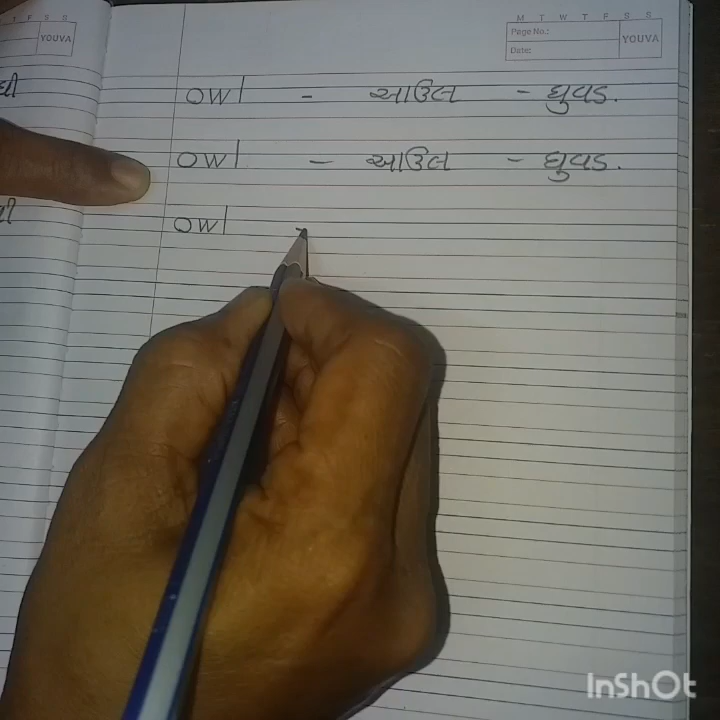 T F S S
YOUVA
M T W T F S S
Page No.:
Date:
YOUVA
owl - આઉલ - ઘુવડ.
owl - આઉલ - ઘુવડ.
owl -
InShOt